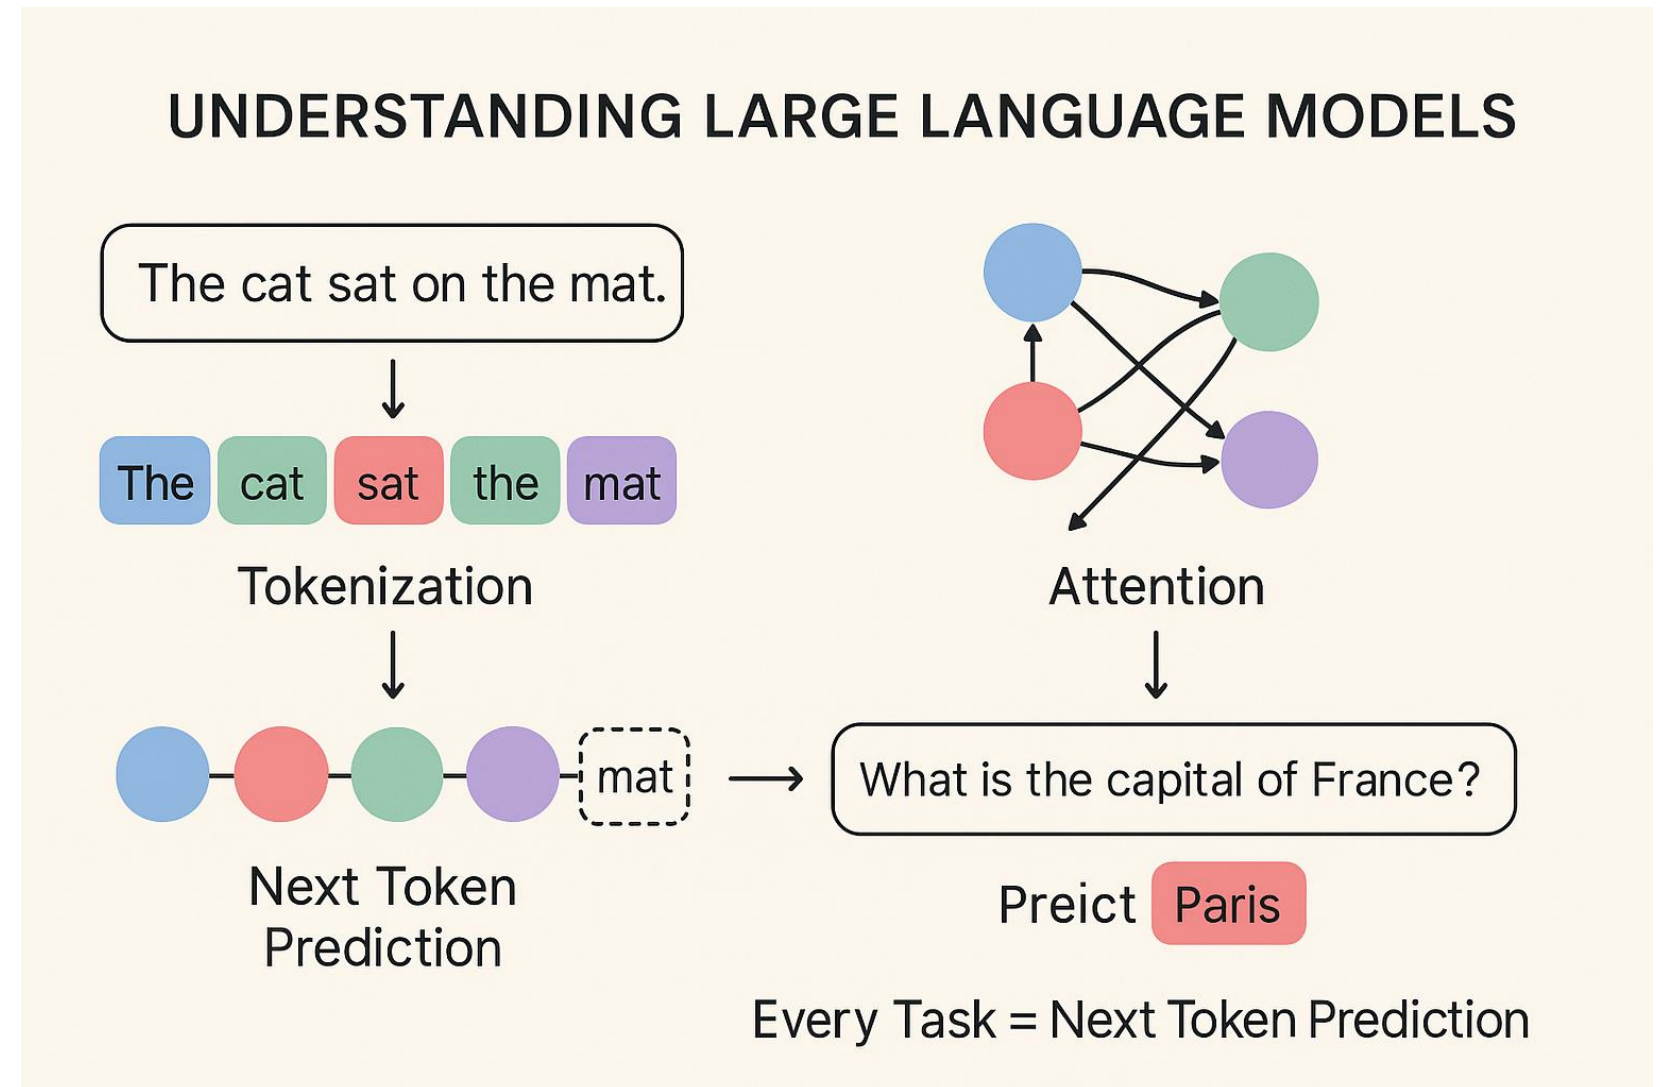 UNDERSTANDING LARGE LANGUAGE MODELS
The cat sat on the mat.
The cat sat the mat
Tokenization
mat
Next Token
Prediction
Attention
What is the capital of France?
Preict Paris
Every Task = Next Token Prediction